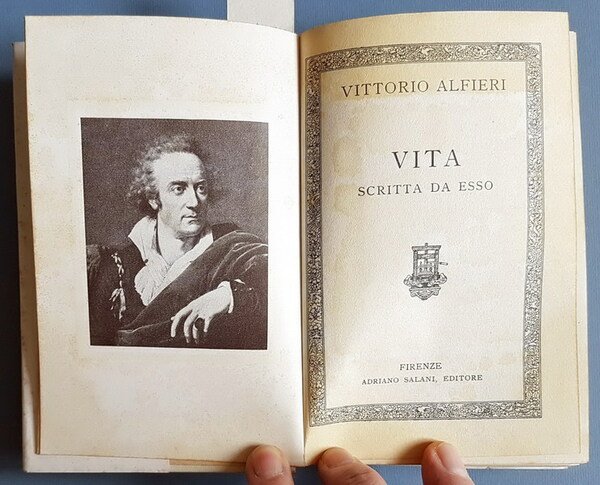 VITTORIO ALFIERI
VITA
SCRITTA DA ESSO
FIRENZE
ADRIANO SALANI, EDITORE